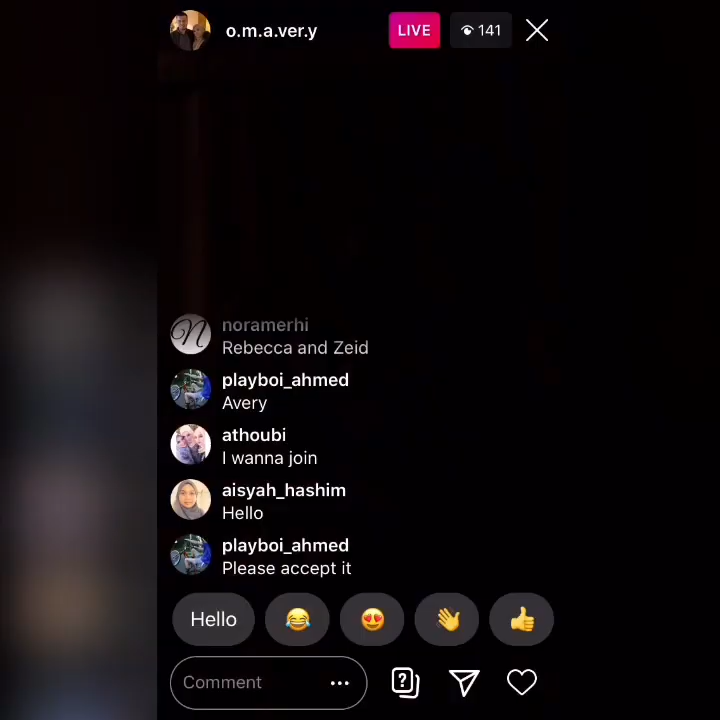 o.m.a.ver.y
LIVE
141
noramerhi
Rebecca and Zeid
playboi_ahmed
Avery
athoubi
I wanna join
aisyah_hashim
Hello
playboi_ahmed
Please accept it
Hello
Comment